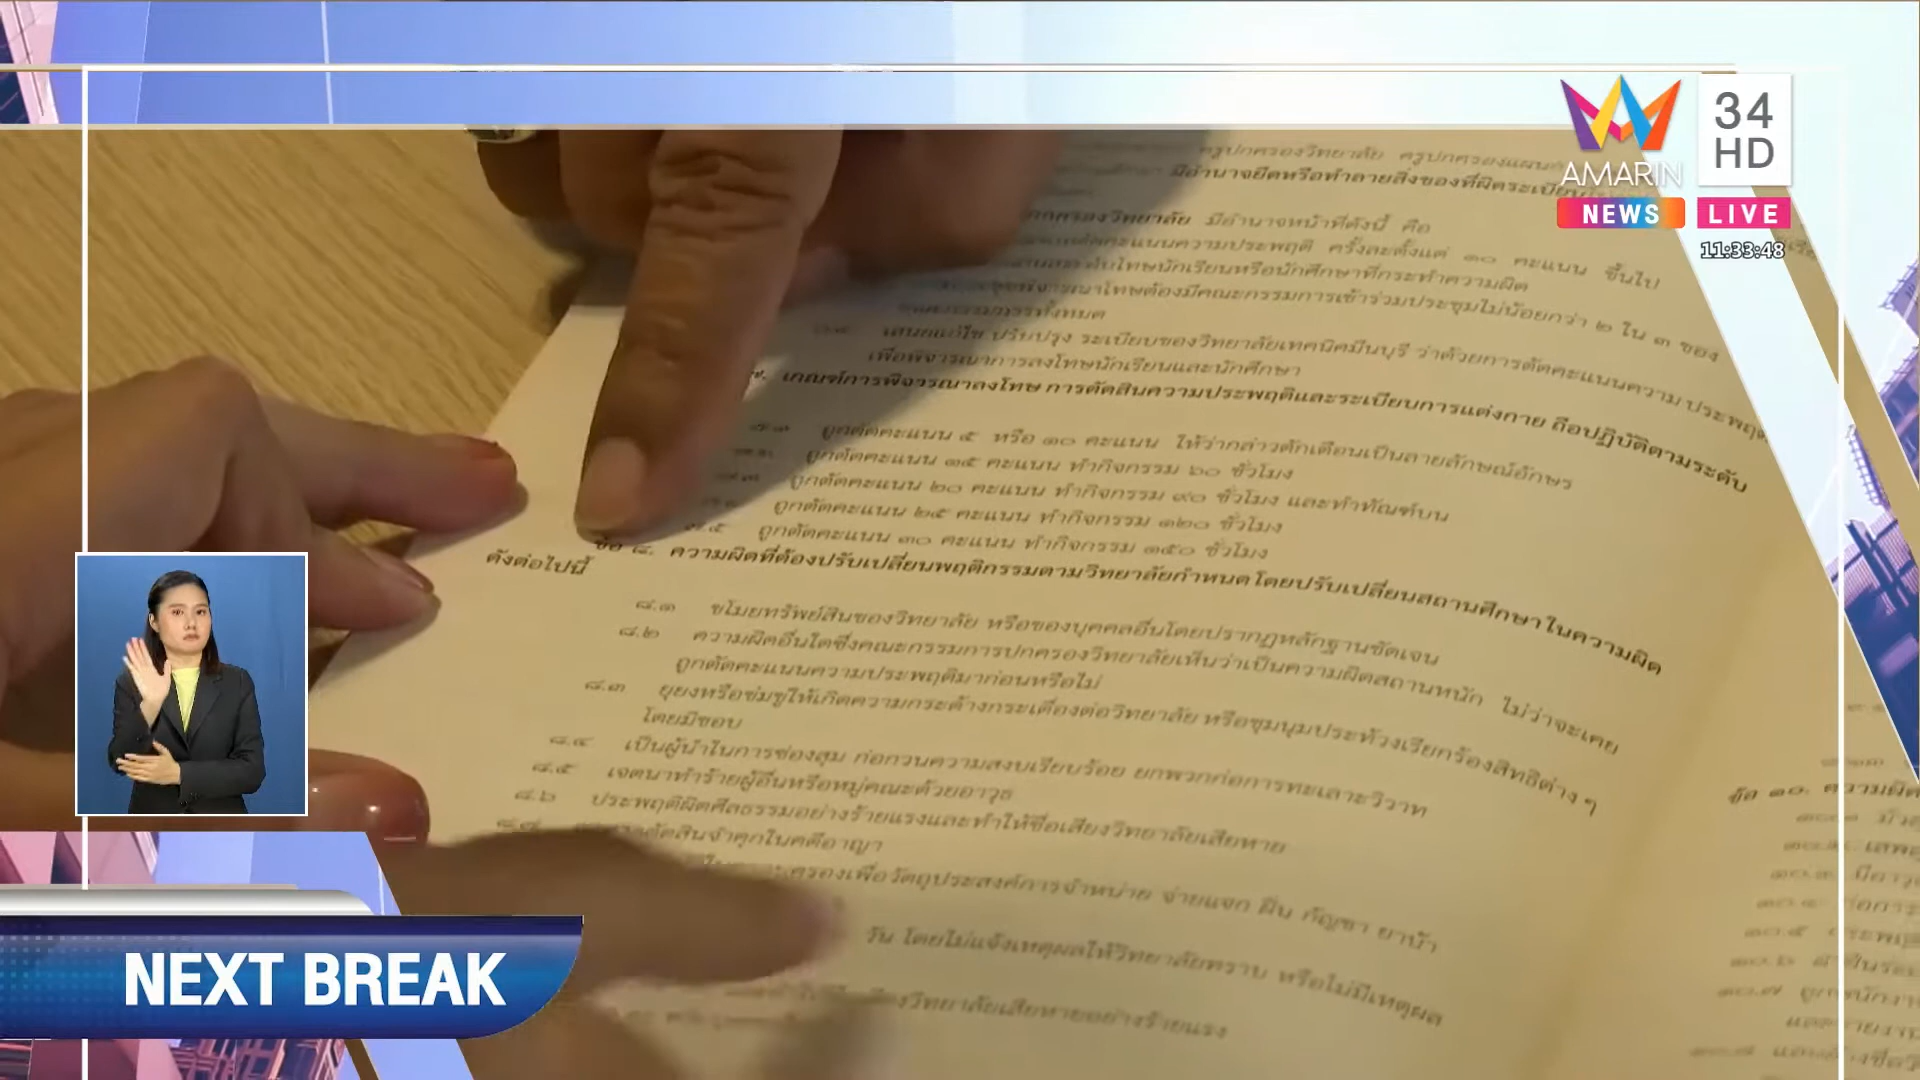 34
HD
AMARIN
NEWS LIVE
11:33:48
ครูปกครองวิทยาลัย
มีอำนาจยึดหรือทำลายสิ่งของที่ผิดระเบียบ
ปกครองวิทยาลัย มีอำนาจหน้าที่ดังนี้ คือ
คะแนนความประพฤติ ครั้งละตั้งแต่ ๑๐ คะแนน ขึ้นไป
โทษนักเรียนหรือนักศึกษาที่กระทำความผิด
โทษต้องมีคณะกรรมการเข้าร่วมประชุมไม่น้อยกว่า ๒ ใน ๓ ของ
ทั้งหมด
ปรับปรุง ระเบียบของวิทยาลัยเทคนิคมีนบุรี ว่าด้วยการตัดคะแนนความประพฤติ
เพื่อพิจารณาการลงโทษนักเรียนและนักศึกษา
๗. เกณฑ์การพิจารณาลงโทษ การตัดสินความประพฤติและระเบียบการแต่งกาย ถือปฏิบัติตามระดับ
๗.๑ ถูกตัดคะแนน ๕ หรือ ๑๐ คะแนน ให้ว่ากล่าวตักเตือนเป็นลายลักษณ์อักษร
๗.๒ ถูกตัดคะแนน ๑๕ คะแนน ทำกิจกรรม ๖๐ ชั่วโมง
๗.๓ ถูกตัดคะแนน ๒๐ คะแนน ทำกิจกรรม ๙๐ ชั่วโมง และทำทัณฑ์บน
๗.๔ ถูกตัดคะแนน ๒๕ คะแนน ทำกิจกรรม ๑๒๐ ชั่วโมง
๗.๕ ถูกตัดคะแนน ๓๐ คะแนน ทำกิจกรรม ๑๕๐ ชั่วโมง
ข้อ ๘. ความผิดที่ต้องปรับเปลี่ยนพฤติกรรมตามวิทยาลัยกำหนด โดยปรับเปลี่ยนสถานศึกษา ในความผิด
ดังต่อไปนี้
๘.๑ ขโมยทรัพย์สินของวิทยาลัย หรือของบุคคลอื่นโดยปรากฏหลักฐานชัดเจน
๘.๒ ความผิดอื่นใดซึ่งคณะกรรมการปกครองวิทยาลัยเห็นว่าเป็นความผิดสถานหนัก ไม่ว่าจะเคย
ถูกตัดคะแนนความประพฤติมาก่อนหรือไม่
๘.๓ ยุยงหรือข่มขู่ให้เกิดความกระด้างกระเดื่องต่อวิทยาลัย หรือชุมนุมประท้วงเรียกร้องสิทธิต่าง ๆ
โดยมิชอบ
๘.๔ เป็นผู้นำในการซ่องสุม ก่อกวนความสงบเรียบร้อย ยกพวกก่อการทะเลาะวิวาท
๘.๕ เจตนาทำร้ายผู้อื่นหรือหมู่คณะด้วยอาวุธ
๘.๖ ประพฤติผิดศีลธรรมอย่างร้ายแรงและทำให้ชื่อเสียงวิทยาลัยเสียหาย
๘.๗ ตัดสินจำคุกในคดีอาญา
ครองเพื่อวัตถุประสงค์การจำหน่าย จ่ายแจก ฝิ่น กัญชา ยาบ้า
วัน โดยไม่แจ้งเหตุผลให้วิทยาลัยทราบ หรือไม่มีเหตุผล
วิทยาลัยเสียหายอย่างร้ายแรง
ข้อ ๑๐. ความผิด
NEXT BREAK